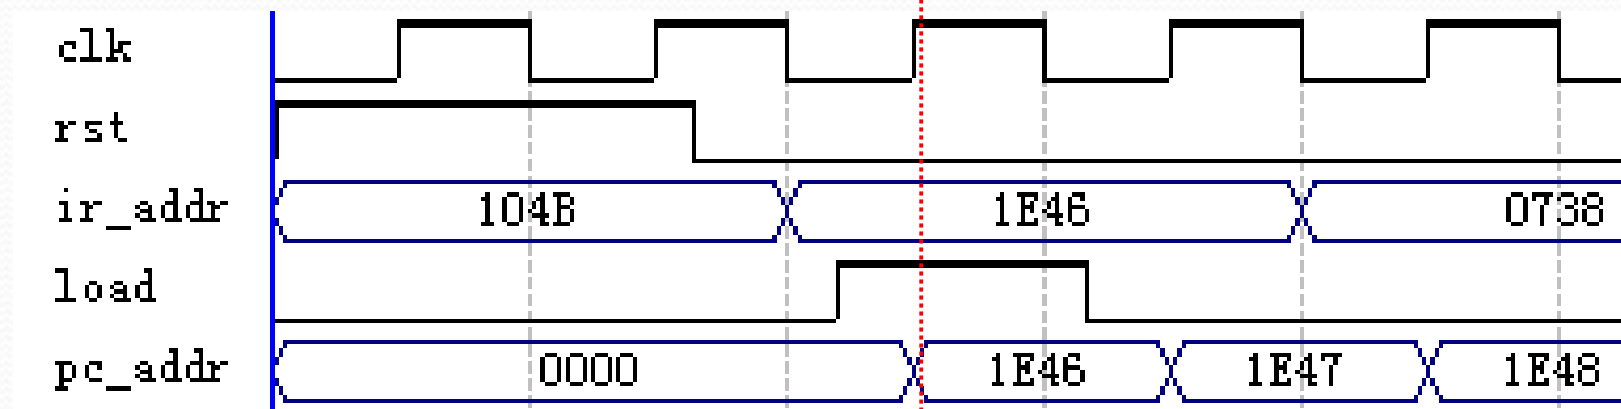 clk
rst
ir_addr 104B 1E46 0738
load
pc_addr 0000 1E46 1E47 1E48